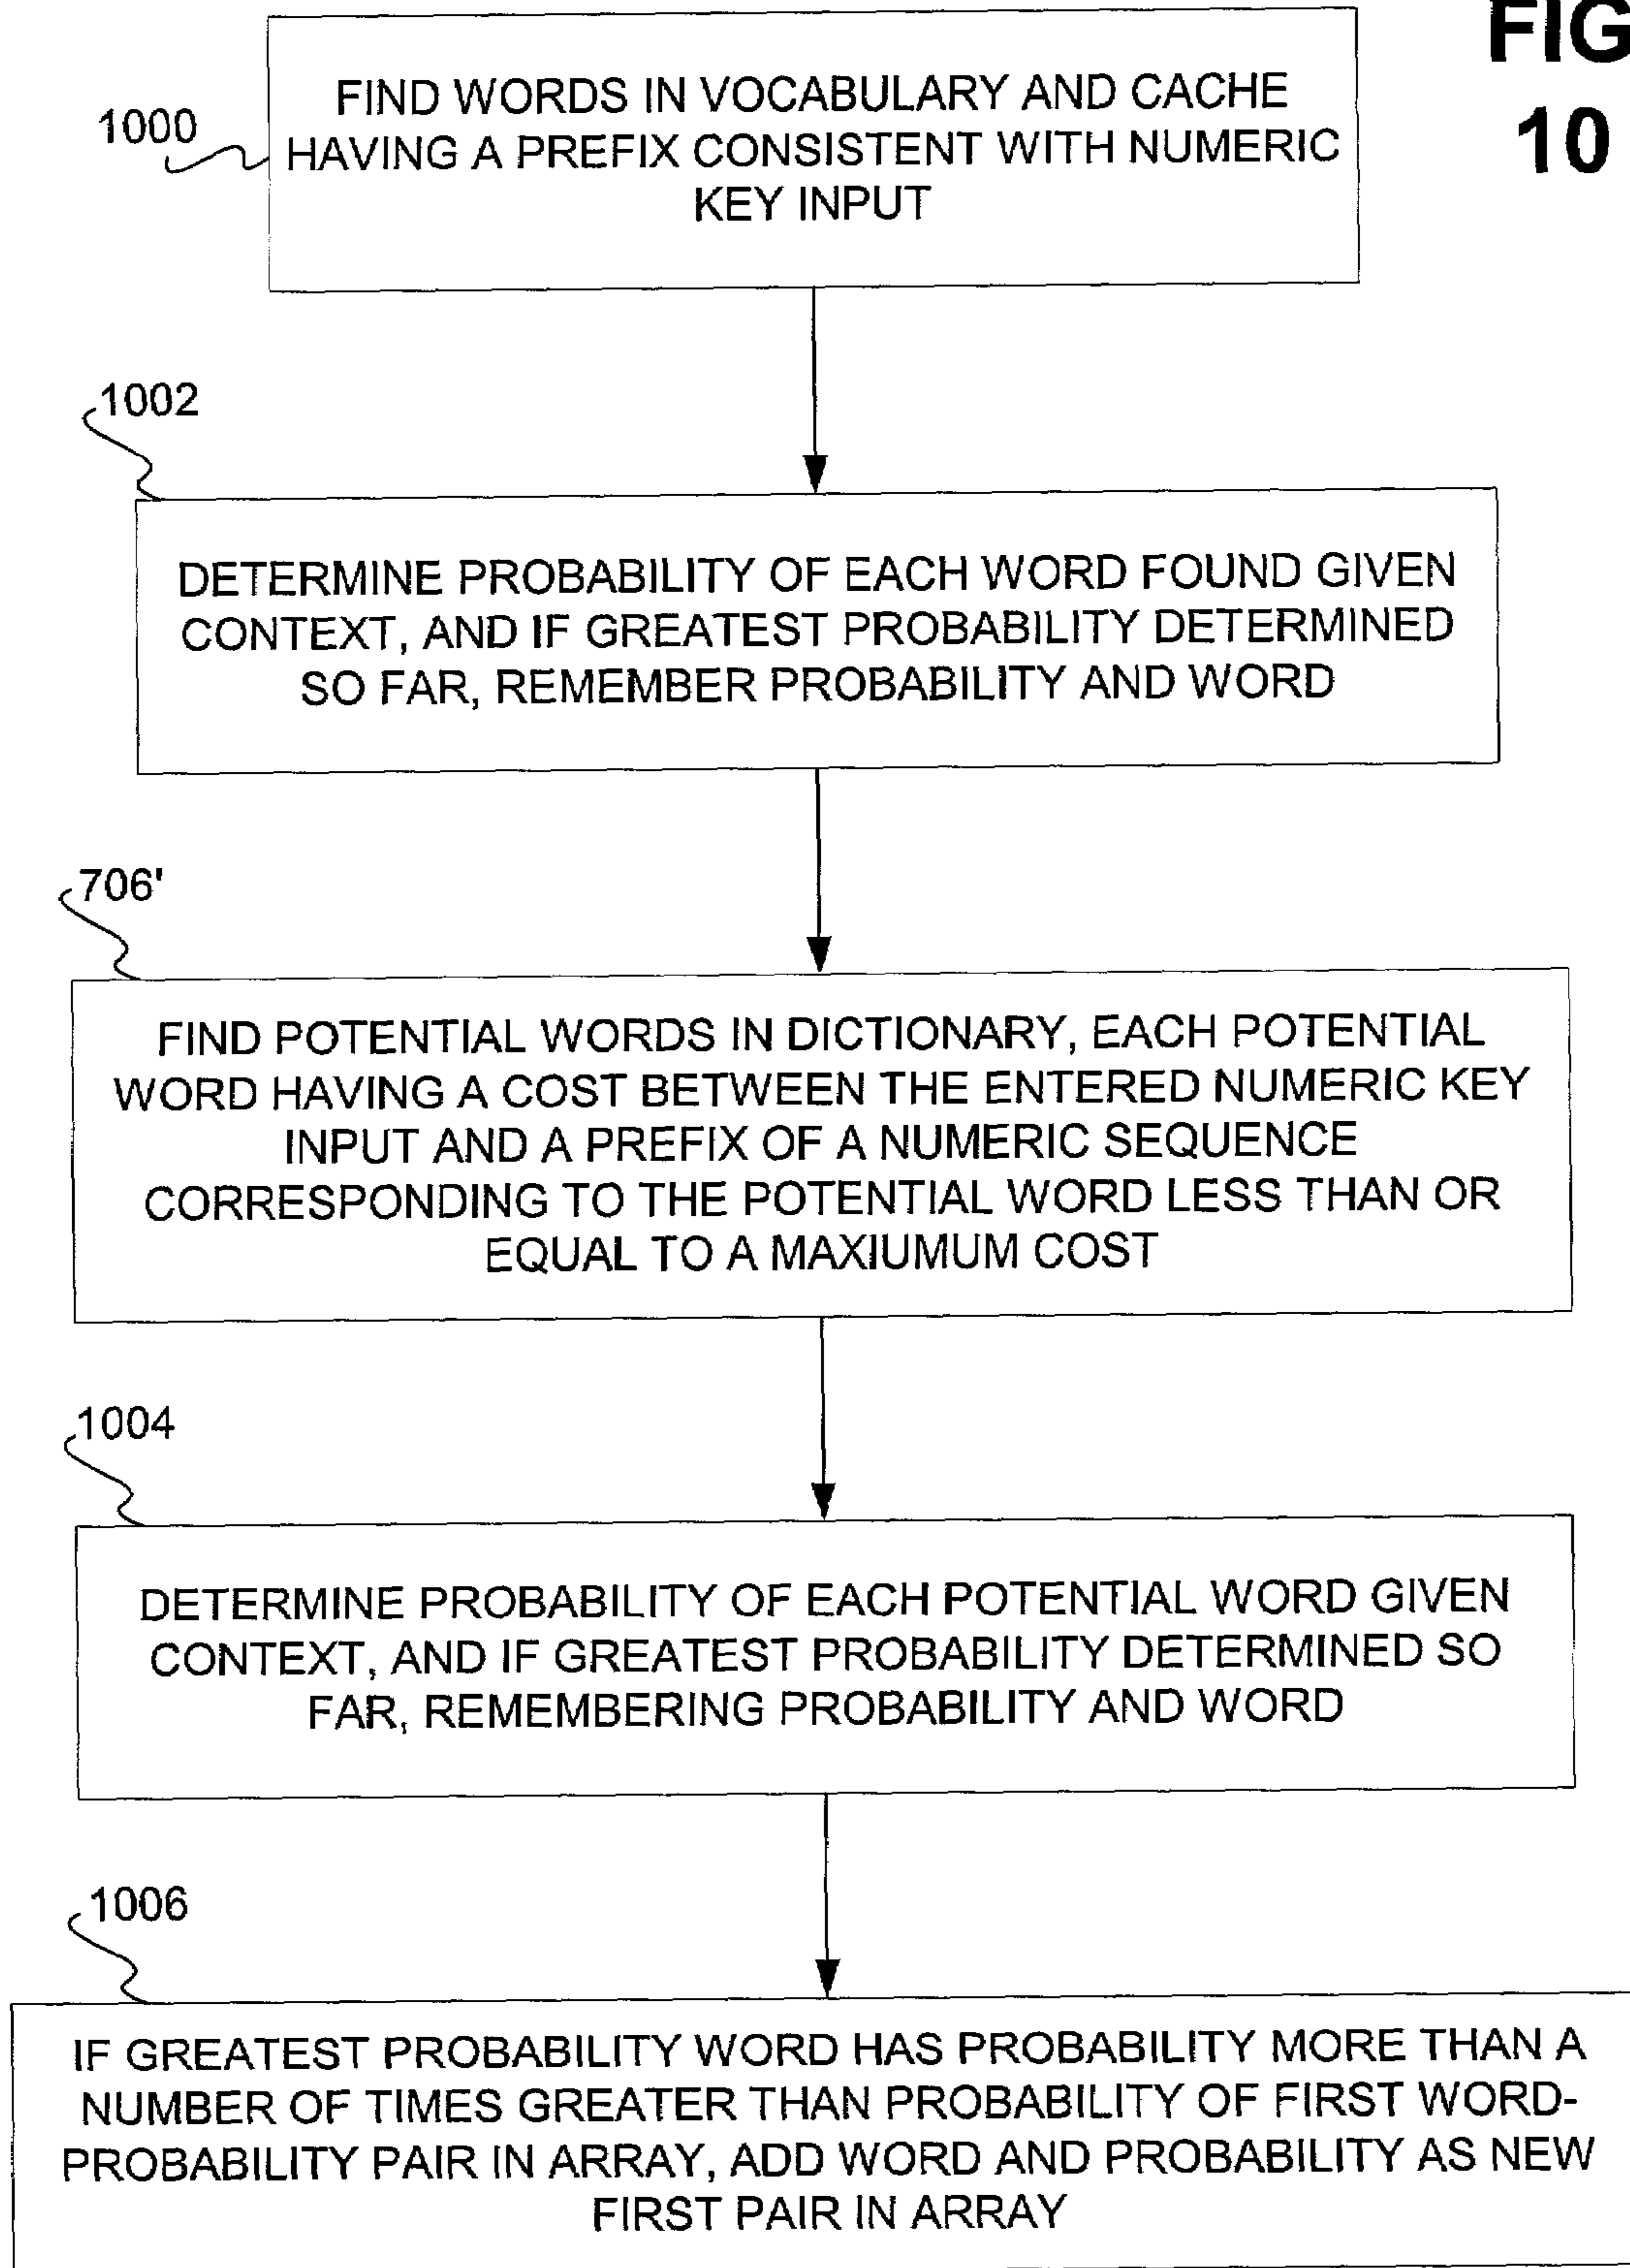 FIG
10
1000
FIND WORDS IN VOCABULARY AND CACHE
HAVING A PREFIX CONSISTENT WITH NUMERIC
KEY INPUT
1002
DETERMINE PROBABILITY OF EACH WORD FOUND GIVEN
CONTEXT, AND IF GREATEST PROBABILITY DETERMINED
SO FAR, REMEMBER PROBABILITY AND WORD
706'
FIND POTENTIAL WORDS IN DICTIONARY, EACH POTENTIAL
WORD HAVING A COST BETWEEN THE ENTERED NUMERIC KEY
INPUT AND A PREFIX OF A NUMERIC SEQUENCE
CORRESPONDING TO THE POTENTIAL WORD LESS THAN OR
EQUAL TO A MAXIUMUM COST
1004
DETERMINE PROBABILITY OF EACH POTENTIAL WORD GIVEN
CONTEXT, AND IF GREATEST PROBABILITY DETERMINED SO
FAR, REMEMBERING PROBABILITY AND WORD
1006
IF GREATEST PROBABILITY WORD HAS PROBABILITY MORE THAN A
NUMBER OF TIMES GREATER THAN PROBABILITY OF FIRST WORD-
PROBABILITY PAIR IN ARRAY, ADD WORD AND PROBABILITY AS NEW
FIRST PAIR IN ARRAY